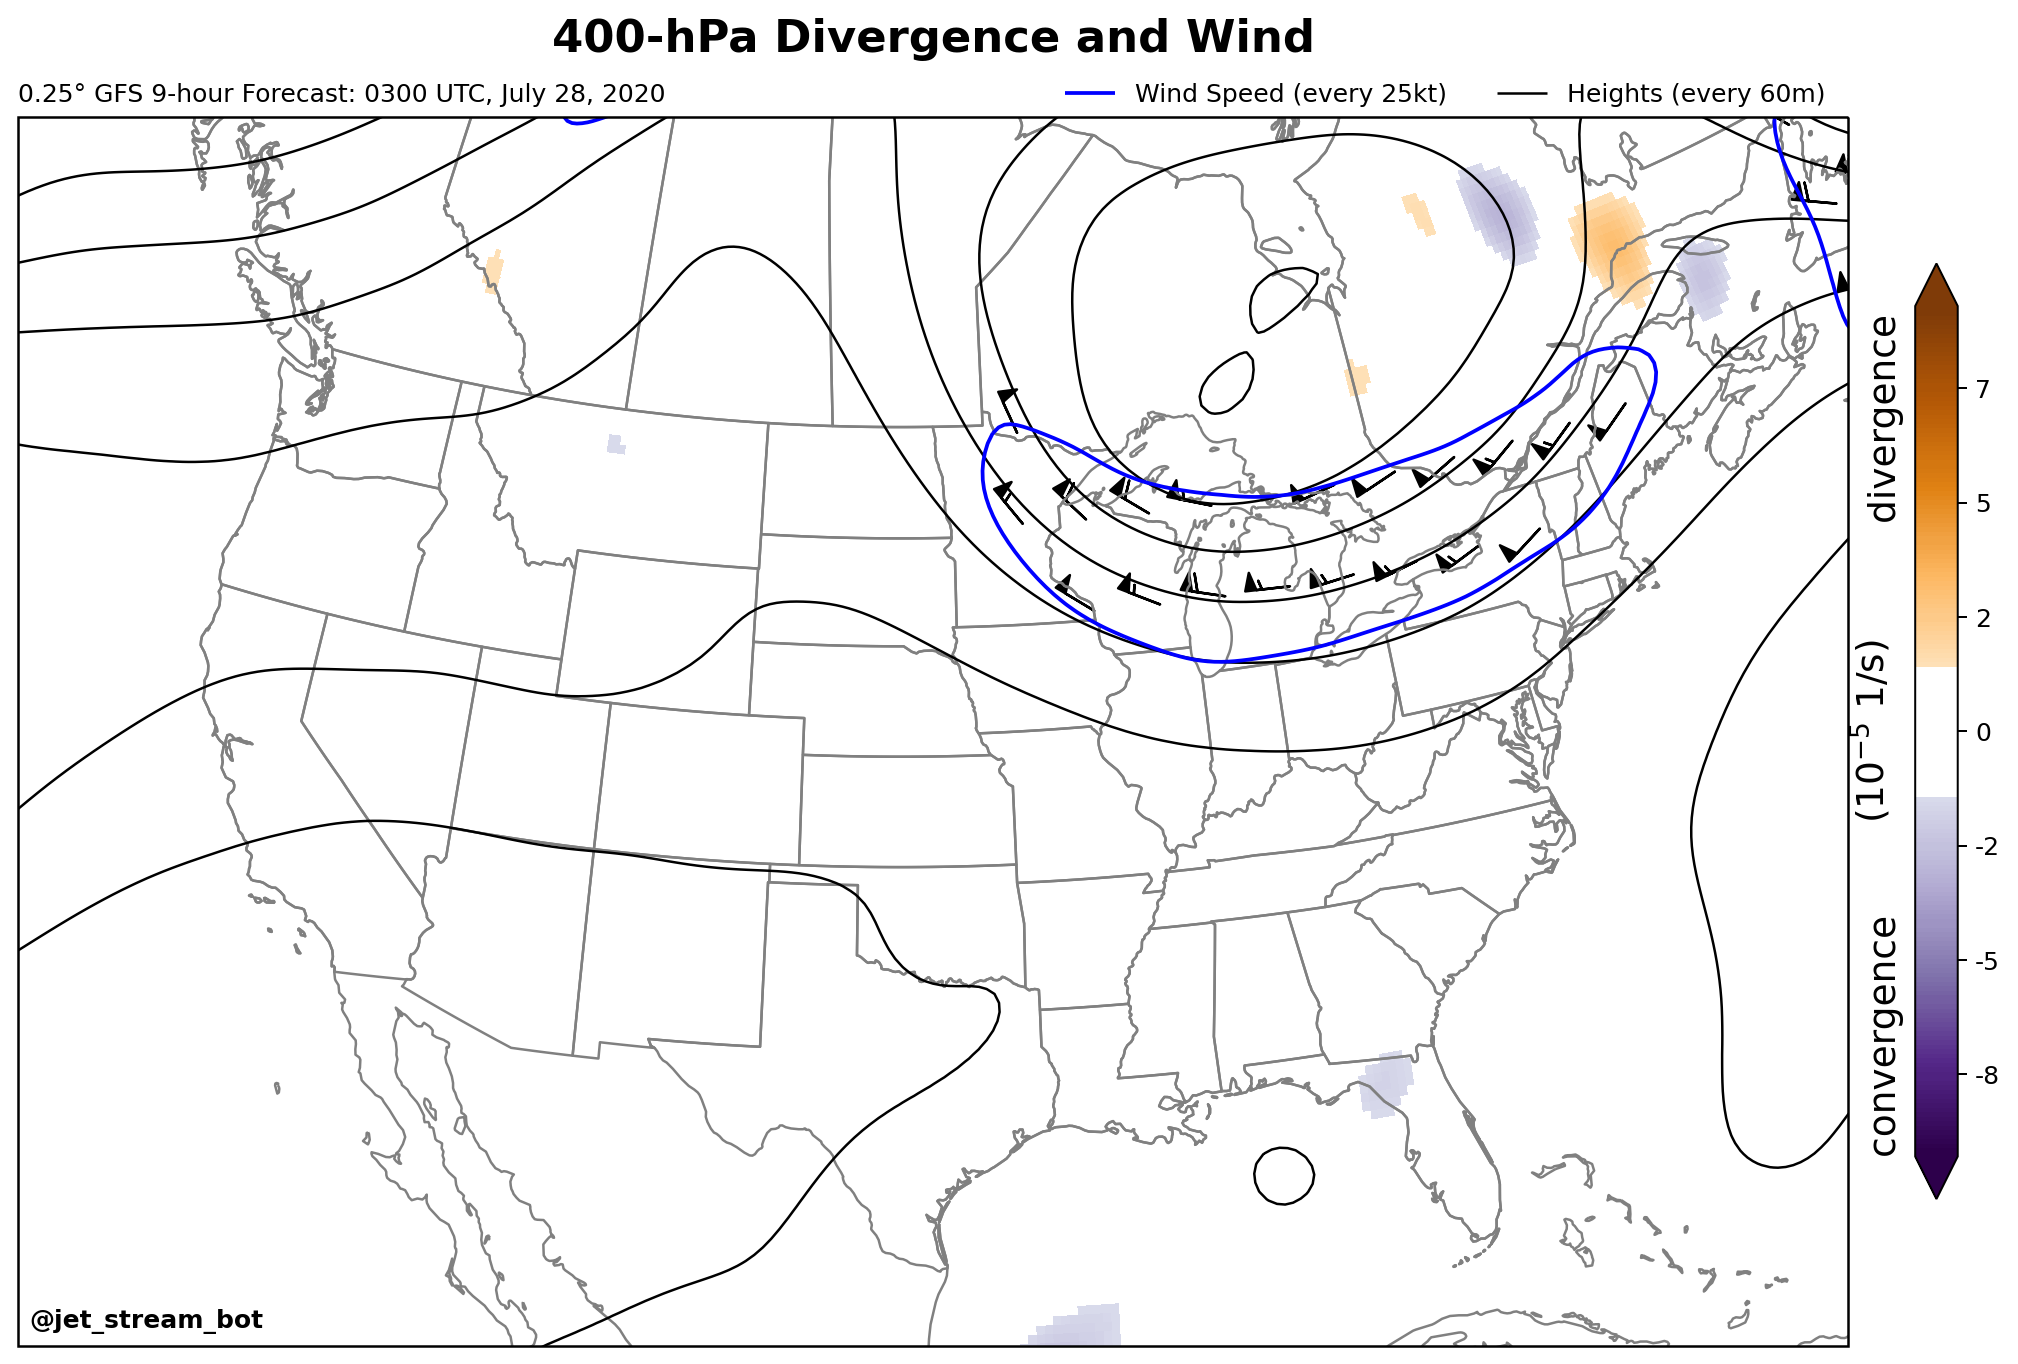 400-hPa Divergence and Wind
0.25° GFS 9-hour Forecast: 0300 UTC, July 28, 2020
Wind Speed (every 25kt)
Heights (every 60m)
divergence
(10⁻⁵ 1/s)
convergence
7
5
2
0
-2
-5
-8
@jet_stream_bot